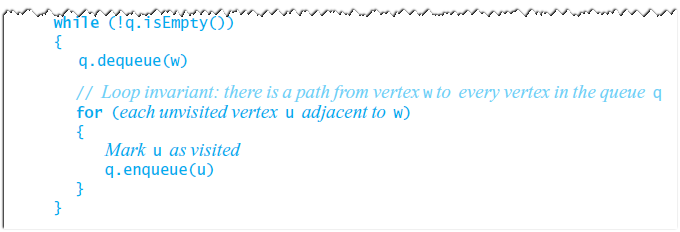 while (!q.isEmpty())
{
q.dequeue(w)
// Loop invariant: there is a path from vertex w to every vertex in the queue q
for (each unvisited vertex u adjacent to w)
{
Mark u as visited
q.enqueue(u)
}
}